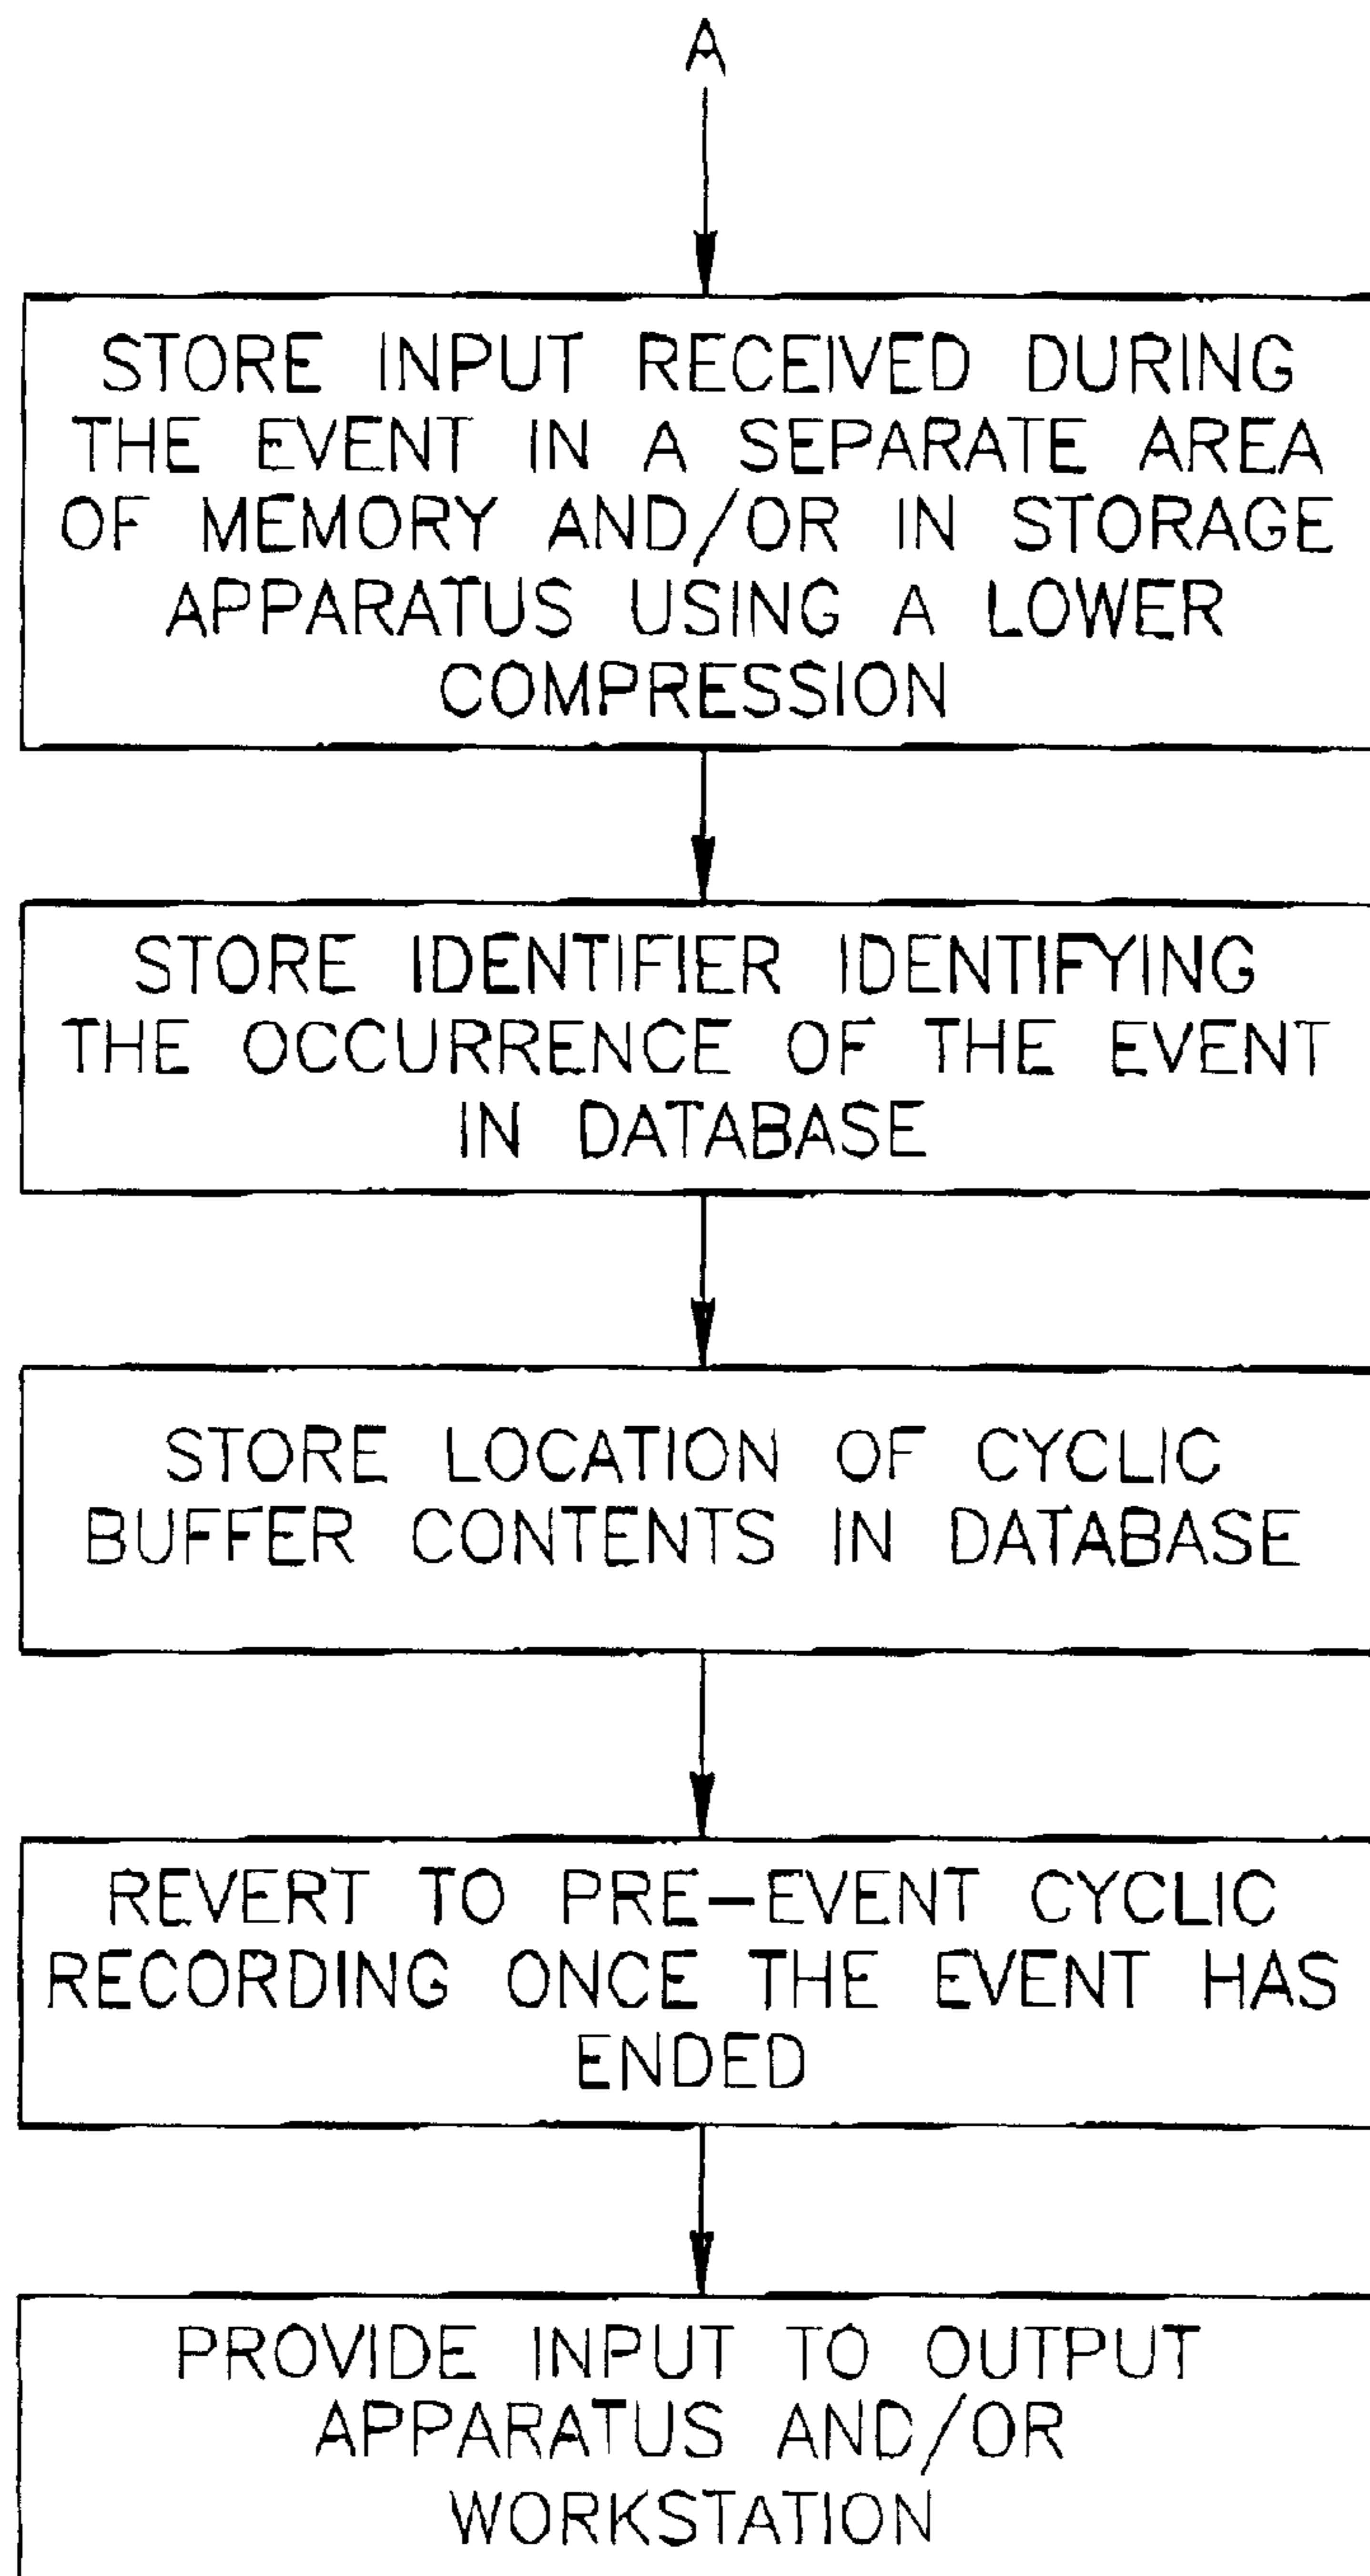 A
STORE INPUT RECEIVED DURING
THE EVENT IN A SEPARATE AREA
OF MEMORY AND/OR IN STORAGE
APPARATUS USING A LOWER
COMPRESSION
STORE IDENTIFIER IDENTIFYING
THE OCCURRENCE OF THE EVENT
IN DATABASE
STORE LOCATION OF CYCLIC
BUFFER CONTENTS IN DATABASE
REVERT TO PRE-EVENT CYCLIC
RECORDING ONCE THE EVENT HAS
ENDED
PROVIDE INPUT TO OUTPUT
APPARATUS AND/OR
WORKSTATION